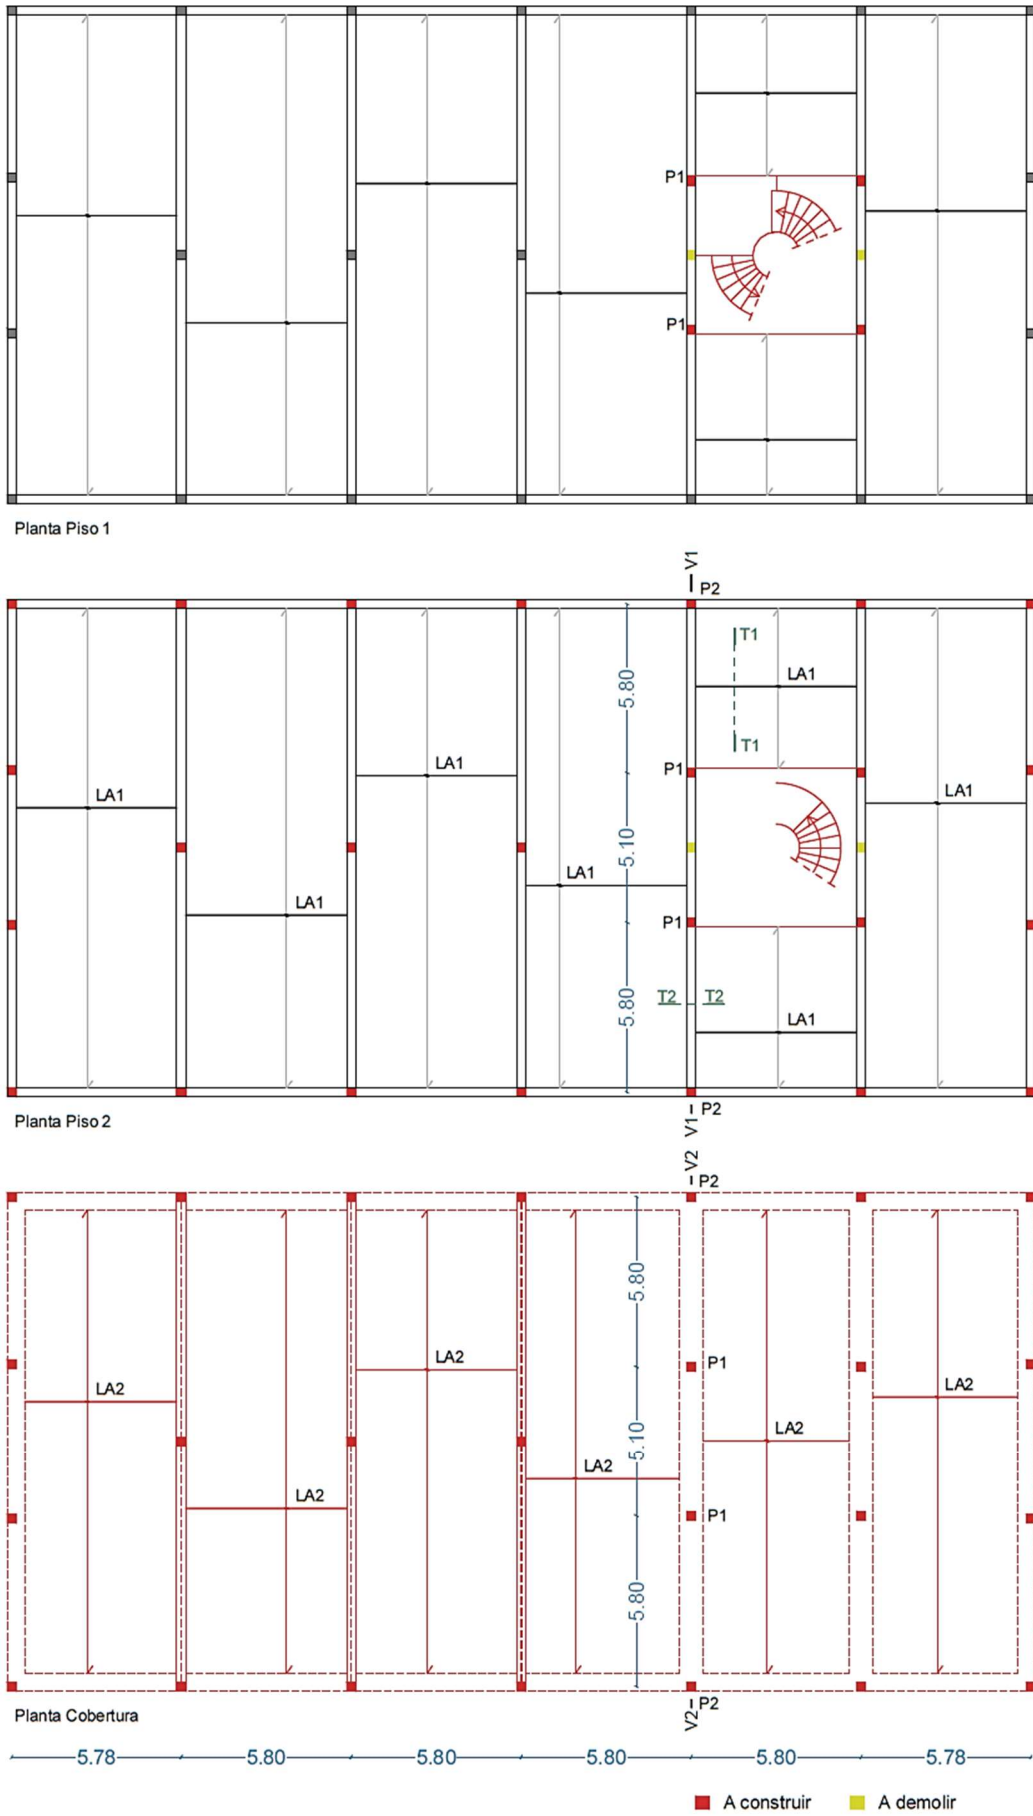 P1
P1
Planta Piso 1
V1
P2
T1
LA1
5.80
T1
LA1
P1
LA1
LA1
5.10
LA1
LA1
P1
T2 T2
5.80
LA1
Planta Piso 2
V1
P2
V2
P2
5.80
LA2
P1
LA2
LA2
LA2
5.10
LA2
LA2
P1
5.80
Planta Cobertura
V2
P2
5.78 5.80 5.80 5.80 5.80 5.78
A construir A demolir